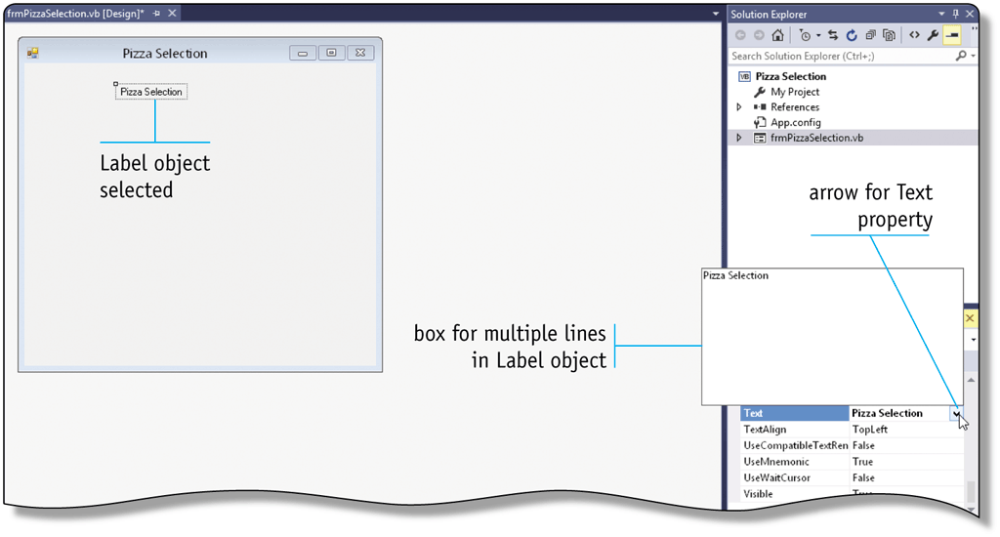 frmPizzaSelection.vb [Design]*
Pizza Selection
Pizza Selection
Label object
selected
box for multiple lines
in Label object
Solution Explorer
Search Solution Explorer (Ctrl+;)
VB Pizza Selection
My Project
References
App.config
frmPizzaSelection.vb
arrow for Text
property
Pizza Selection
Text Pizza Selection
TextAlign TopLeft
UseCompatibleTextRen False
UseMnemonic True
UseWaitCursor False
Visible True